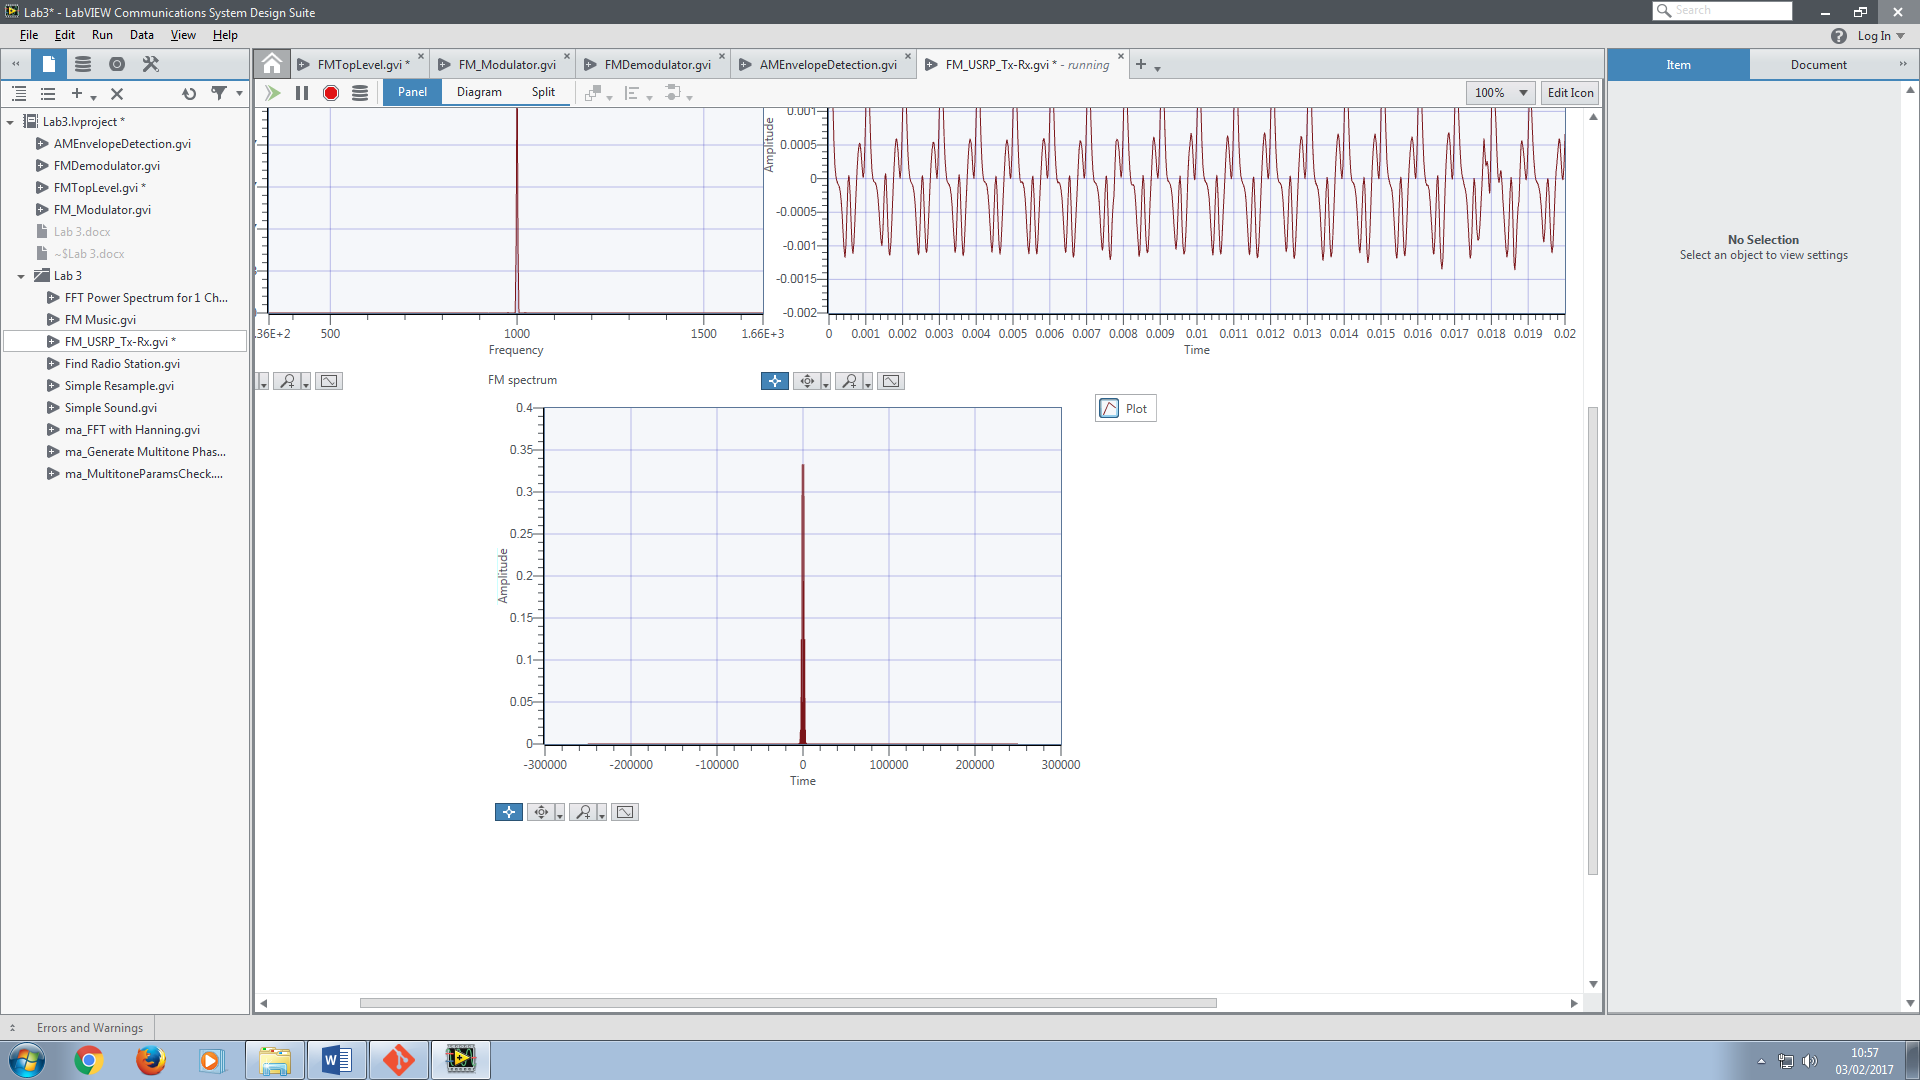 Lab3* - LabVIEW Communications System Design Suite
Search
File Edit Run Data View Help
Log In
FMTopLevel.gvi *
FM_Modulator.gvi
FMDemodulator.gvi
AMEnvelopeDetection.gvi
FM_USRP_Tx-Rx.gvi * - running
Item
Document
Panel
Diagram
Split
100%
Edit Icon
Lab3.lvproject *
AMEnvelopeDetection.gvi
FMDemodulator.gvi
FMTopLevel.gvi *
FM_Modulator.gvi
Lab 3.docx
~$Lab 3.docx
Lab 3
FFT Power Spectrum for 1 Ch...
FM Music.gvi
FM_USRP_Tx-Rx.gvi *
Find Radio Station.gvi
Simple Resample.gvi
Simple Sound.gvi
ma_FFT with Hanning.gvi
ma_Generate Multitone Phas...
ma_MultitoneParamsCheck....
.36E+2 500 1000 1500 1.66E+3
Frequency
Amplitude
0.001
0.0005
0
-0.0005
-0.001
-0.0015
-0.002
0 0.001 0.002 0.003 0.004 0.005 0.006 0.007 0.008 0.009 0.01 0.011 0.012 0.013 0.014 0.015 0.016 0.017 0.018 0.019 0.02
Time
FM spectrum
Plot
Amplitude
0.4
0.35
0.3
0.25
0.2
0.15
0.1
0.05
0
-300000 -200000 -100000 0 100000 200000 300000
Time
No Selection
Select an object to view settings
Errors and Warnings
10:57
03/02/2017